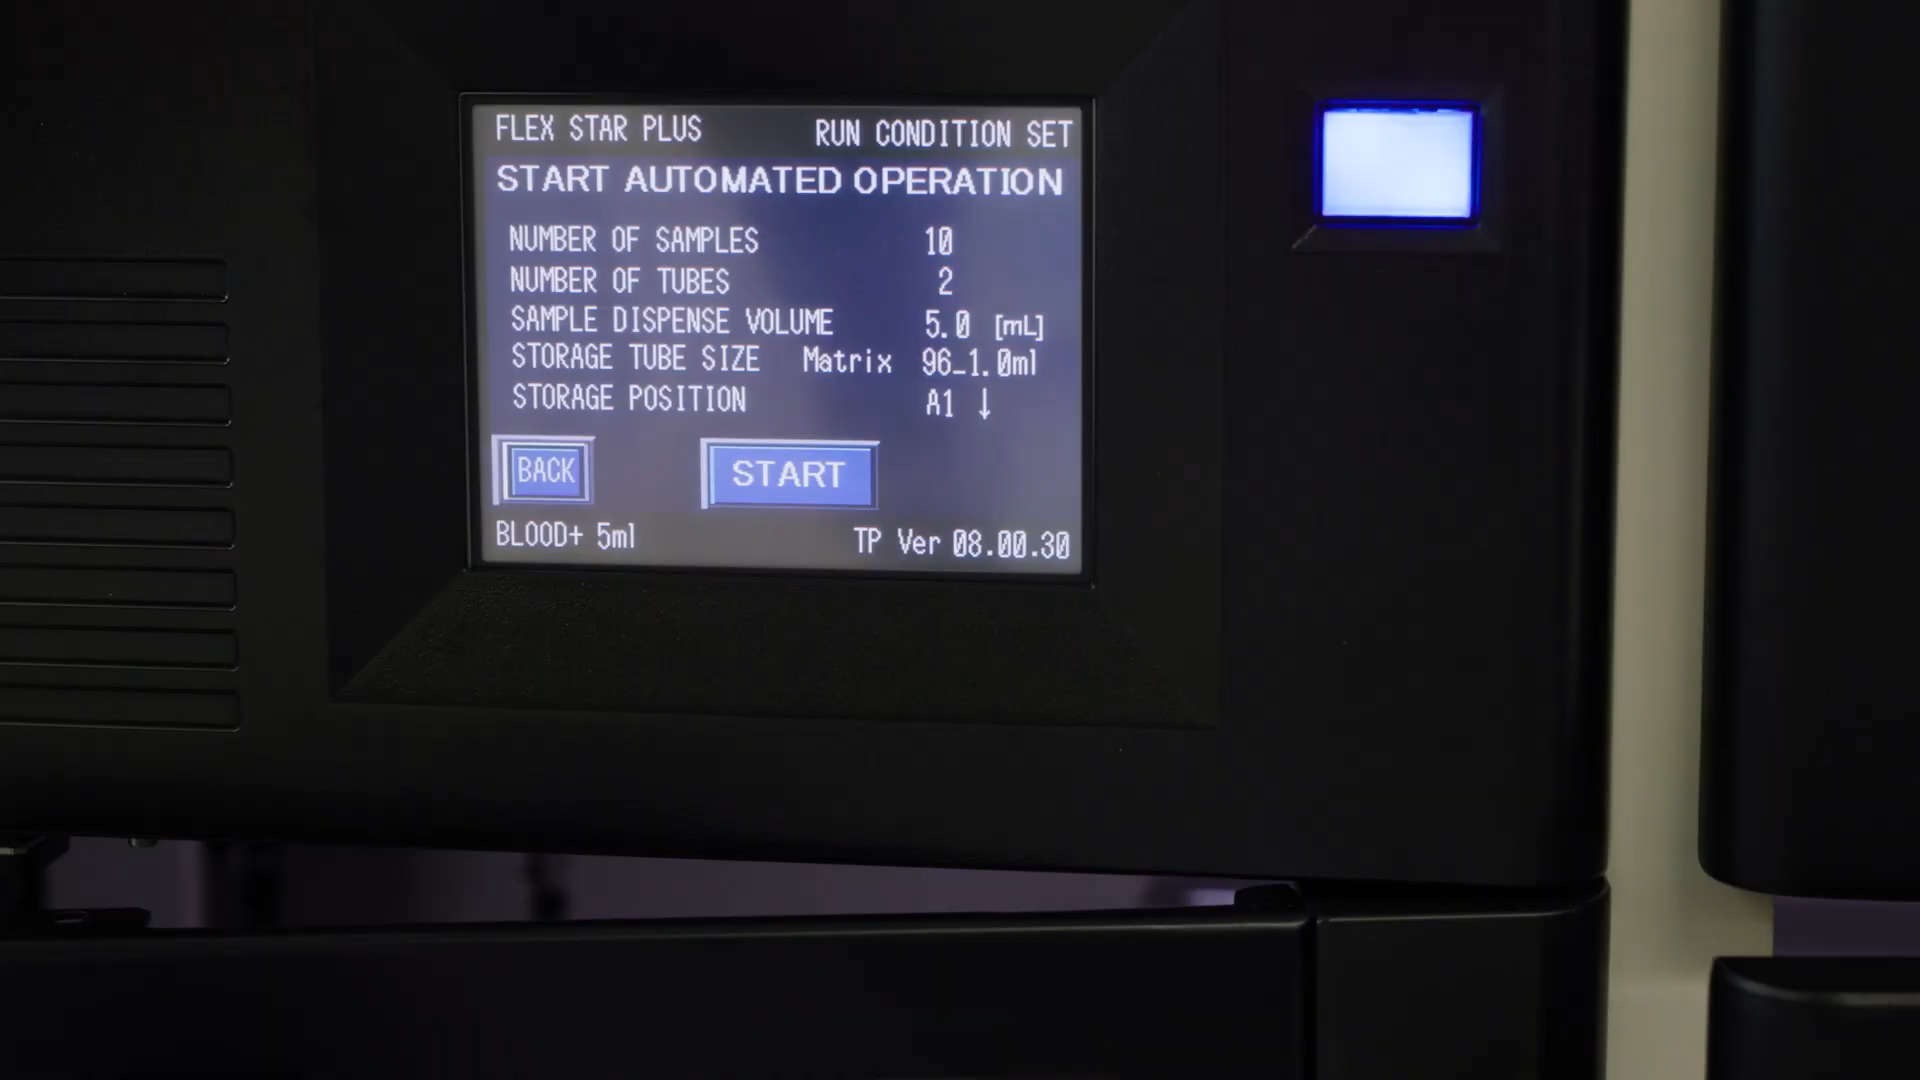 FLEX STAR PLUS RUN CONDITION SET
START AUTOMATED OPERATION
NUMBER OF SAMPLES 10
NUMBER OF TUBES 2
SAMPLE DISPENSE VOLUME 5.0 [mL]
STORAGE TUBE SIZE Matrix 96_1.0ml
STORAGE POSITION A1 ↓
BACK START
BLOOD+ 5ml TP Ver 08.00.30